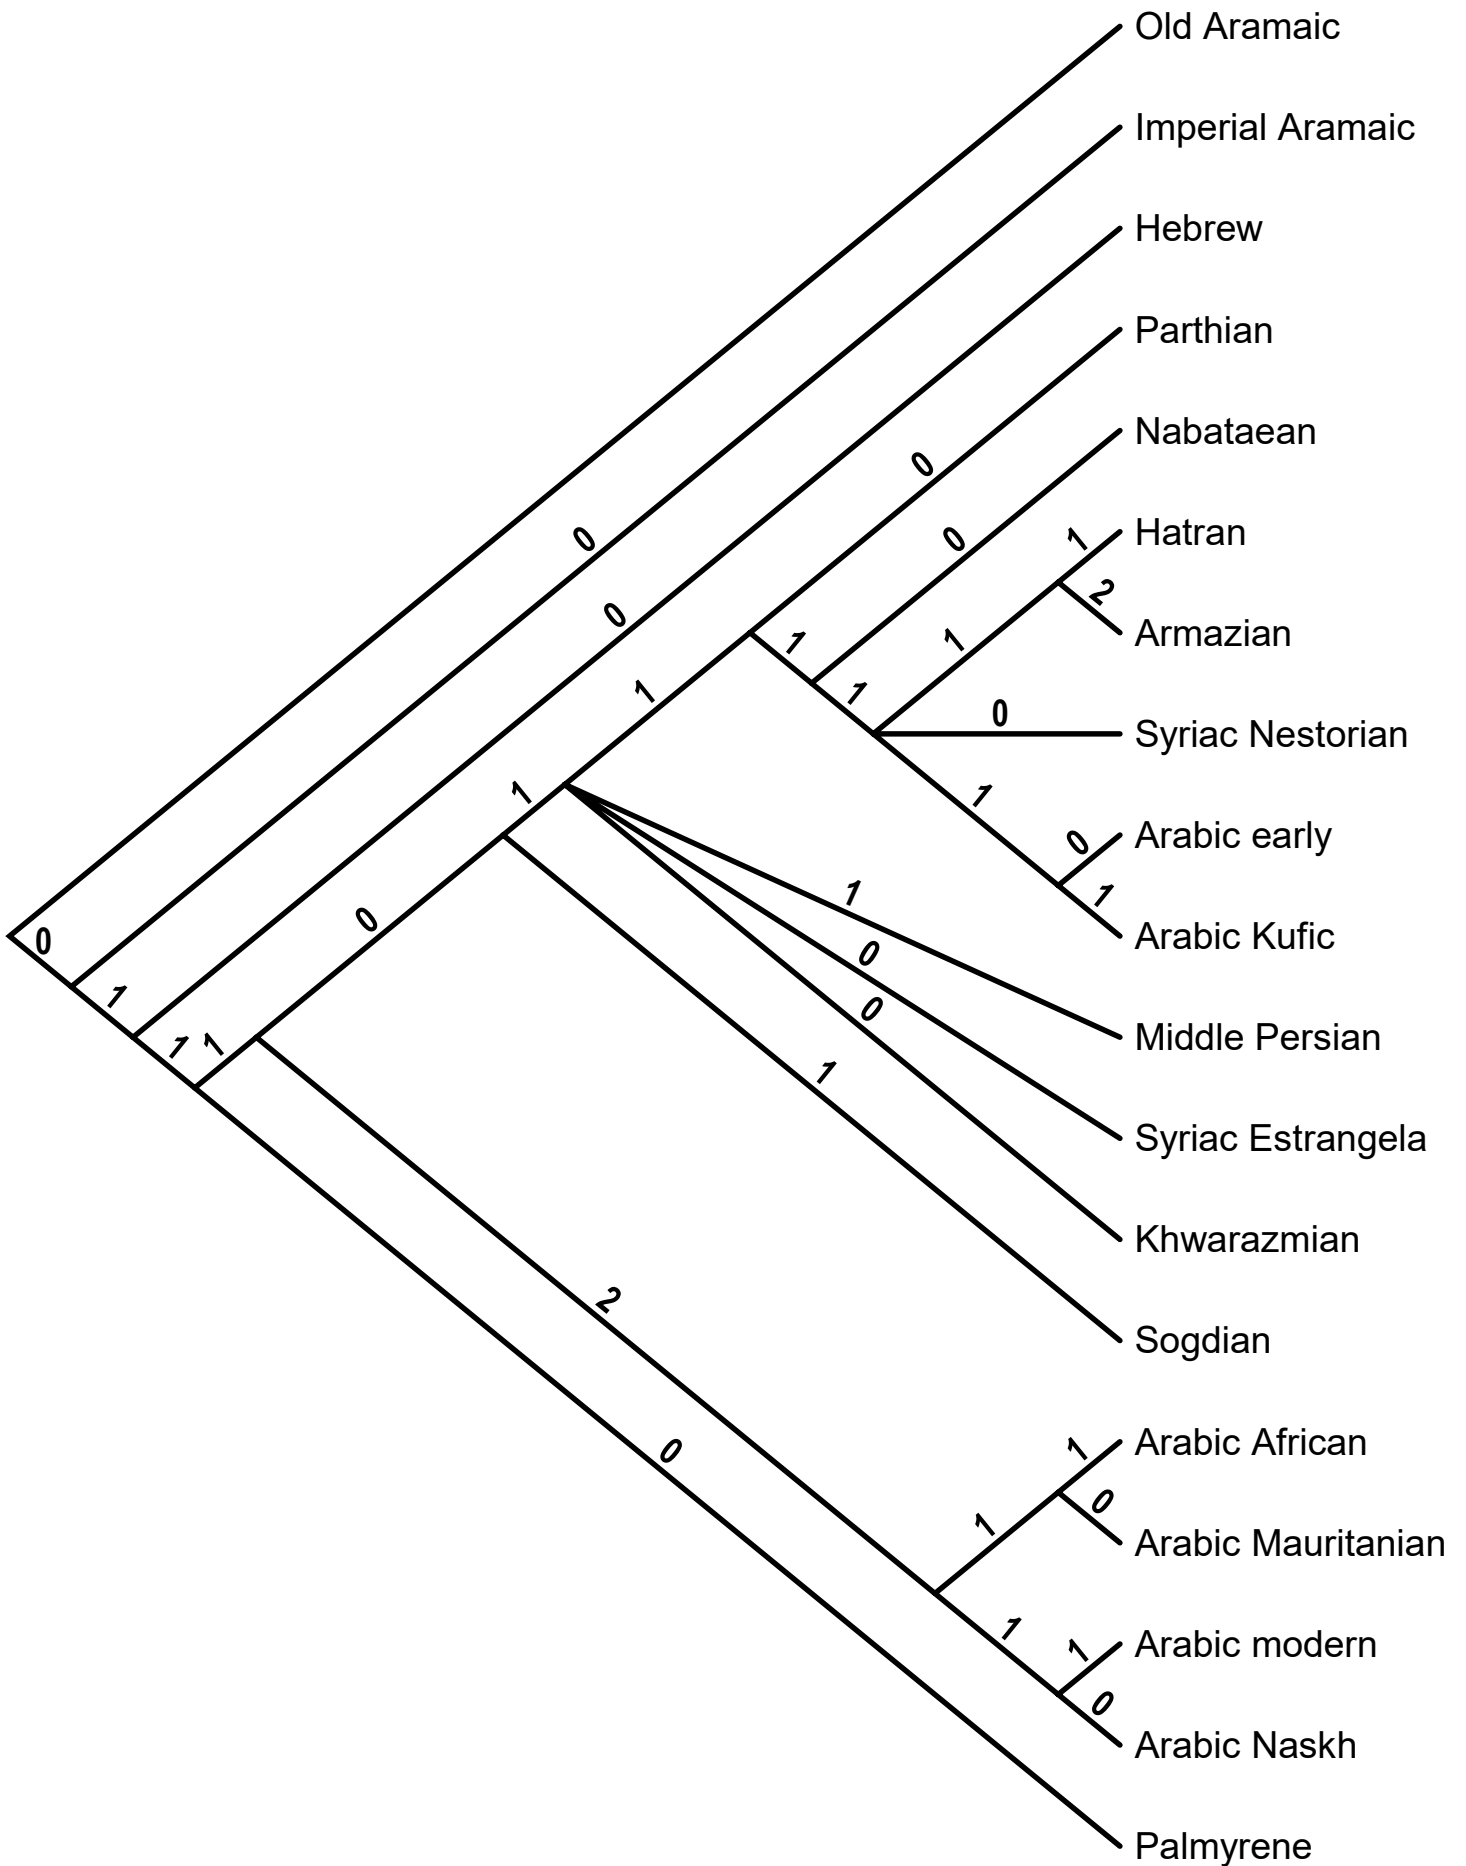 Old Aramaic
Imperial Aramaic
Hebrew
Parthian
Nabataean
0
Hatran
1
0
0
2
Armazian
0
1
1
1
1
0
Syriac Nestorian
1
1
Arabic early
0
1
1
0
Arabic Kufic
0
0
1
0
Middle Persian
1
1
1
Syriac Estrangela
Khwarazmian
2
Sogdian
1
Arabic African
0
0
1
Arabic Mauritanian
1
1
Arabic modern
0
Arabic Naskh
Palmyrene